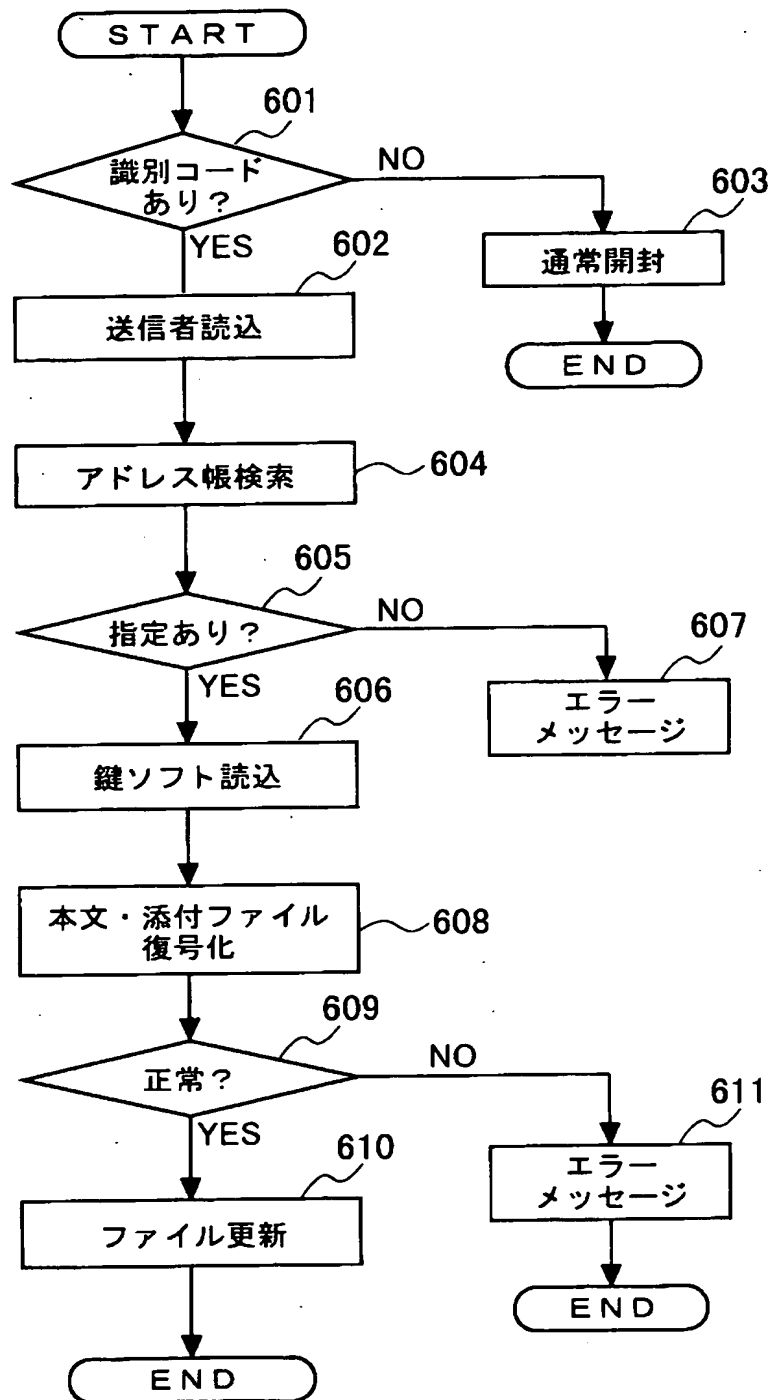 START
601
識別コード
あり？
NO
YES
602
603
通常開封
送信者読込
END
アドレス帳検索
604
605
指定あり？
NO
YES
606
607
エラー
メッセージ
鍵ソフト読込
本文・添付ファイル
復号化
608
609
正常？
NO
YES
610
611
エラー
メッセージ
ファイル更新
END
END